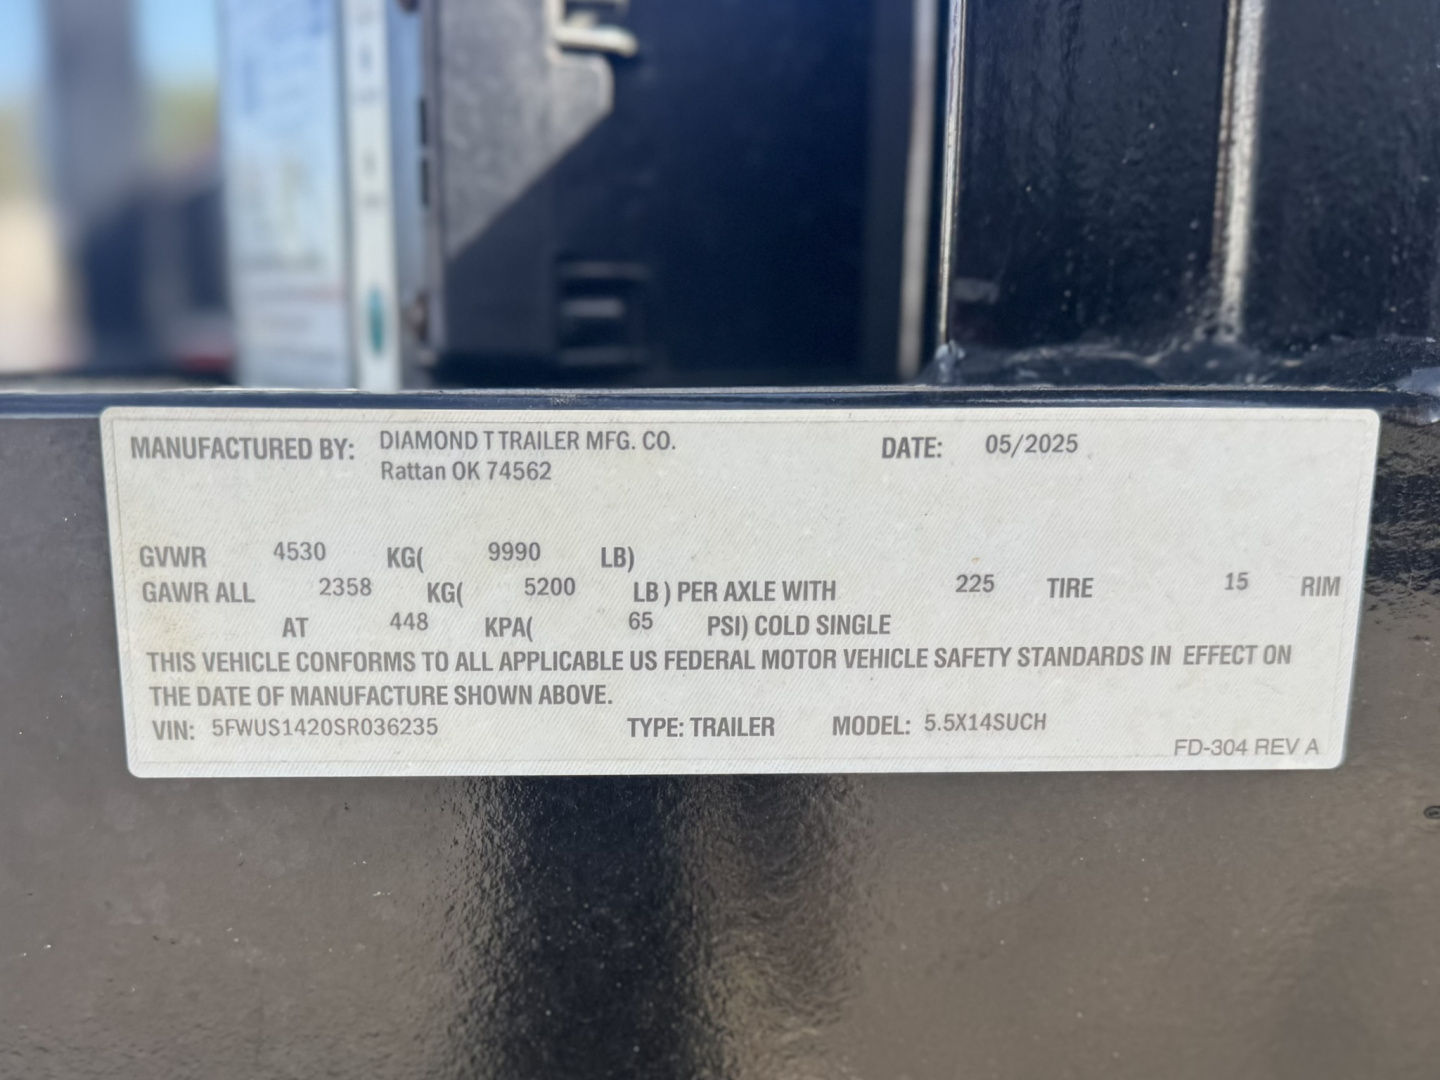 MANUFACTURED BY: DIAMOND T TRAILER MFG. CO. DATE: 05/2025
Rattan OK 74562
GVWR 4530 KG( 9990 LB)
GAWR ALL 2358 KG( 5200 LB ) PER AXLE WITH 225 TIRE 15 RIM
AT 448 KPA( 65 PSI) COLD SINGLE
THIS VEHICLE CONFORMS TO ALL APPLICABLE US FEDERAL MOTOR VEHICLE SAFETY STANDARDS IN EFFECT ON
THE DATE OF MANUFACTURE SHOWN ABOVE.
VIN: 5FWUS1420SR036235 TYPE: TRAILER MODEL: 5.5X14SUCH
FD-304 REV A